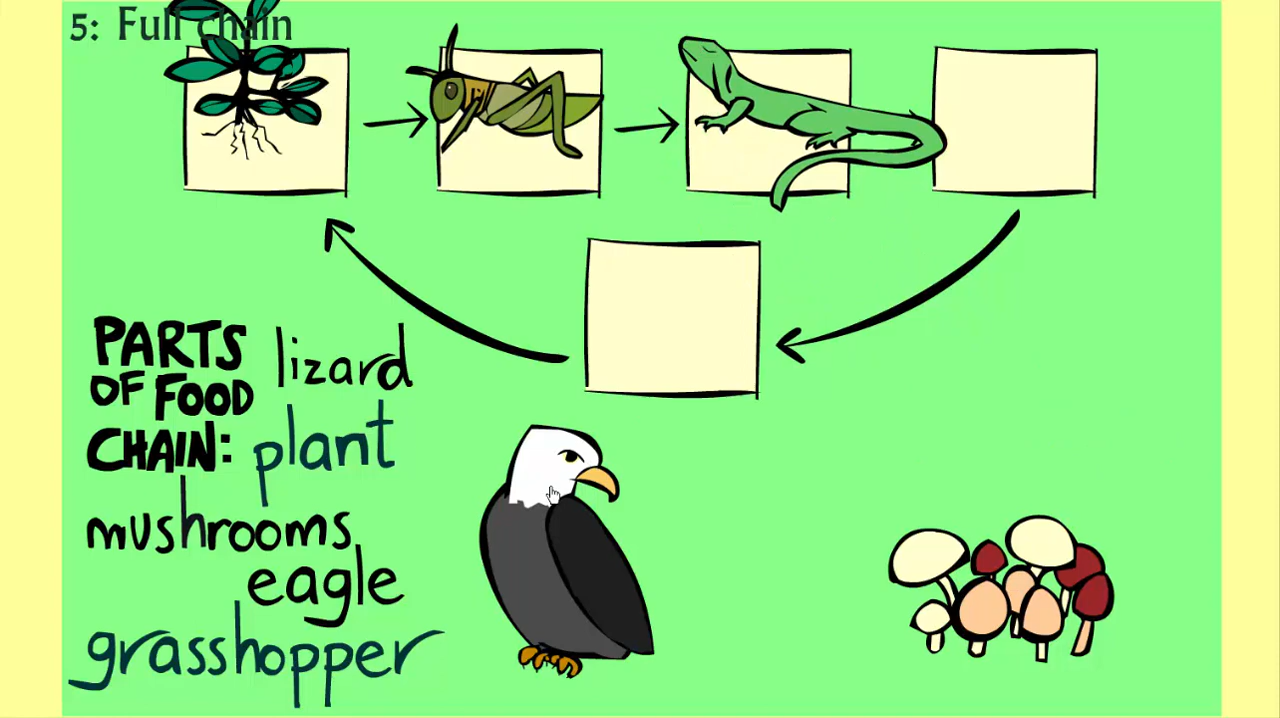 5: Full chain
PARTS
OF FOOD
CHAIN:
lizard
plant
mushrooms
eagle
grasshopper